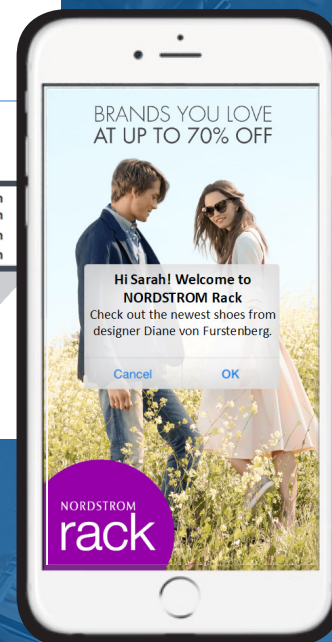 BRANDS YOU LOVE
AT UP TO 70% OFF
Hi Sarah! Welcome to
NORDSTROM Rack
Check out the newest shoes from
designer Diane von Furstenberg.
Cancel OK
NORDSTROM
rack